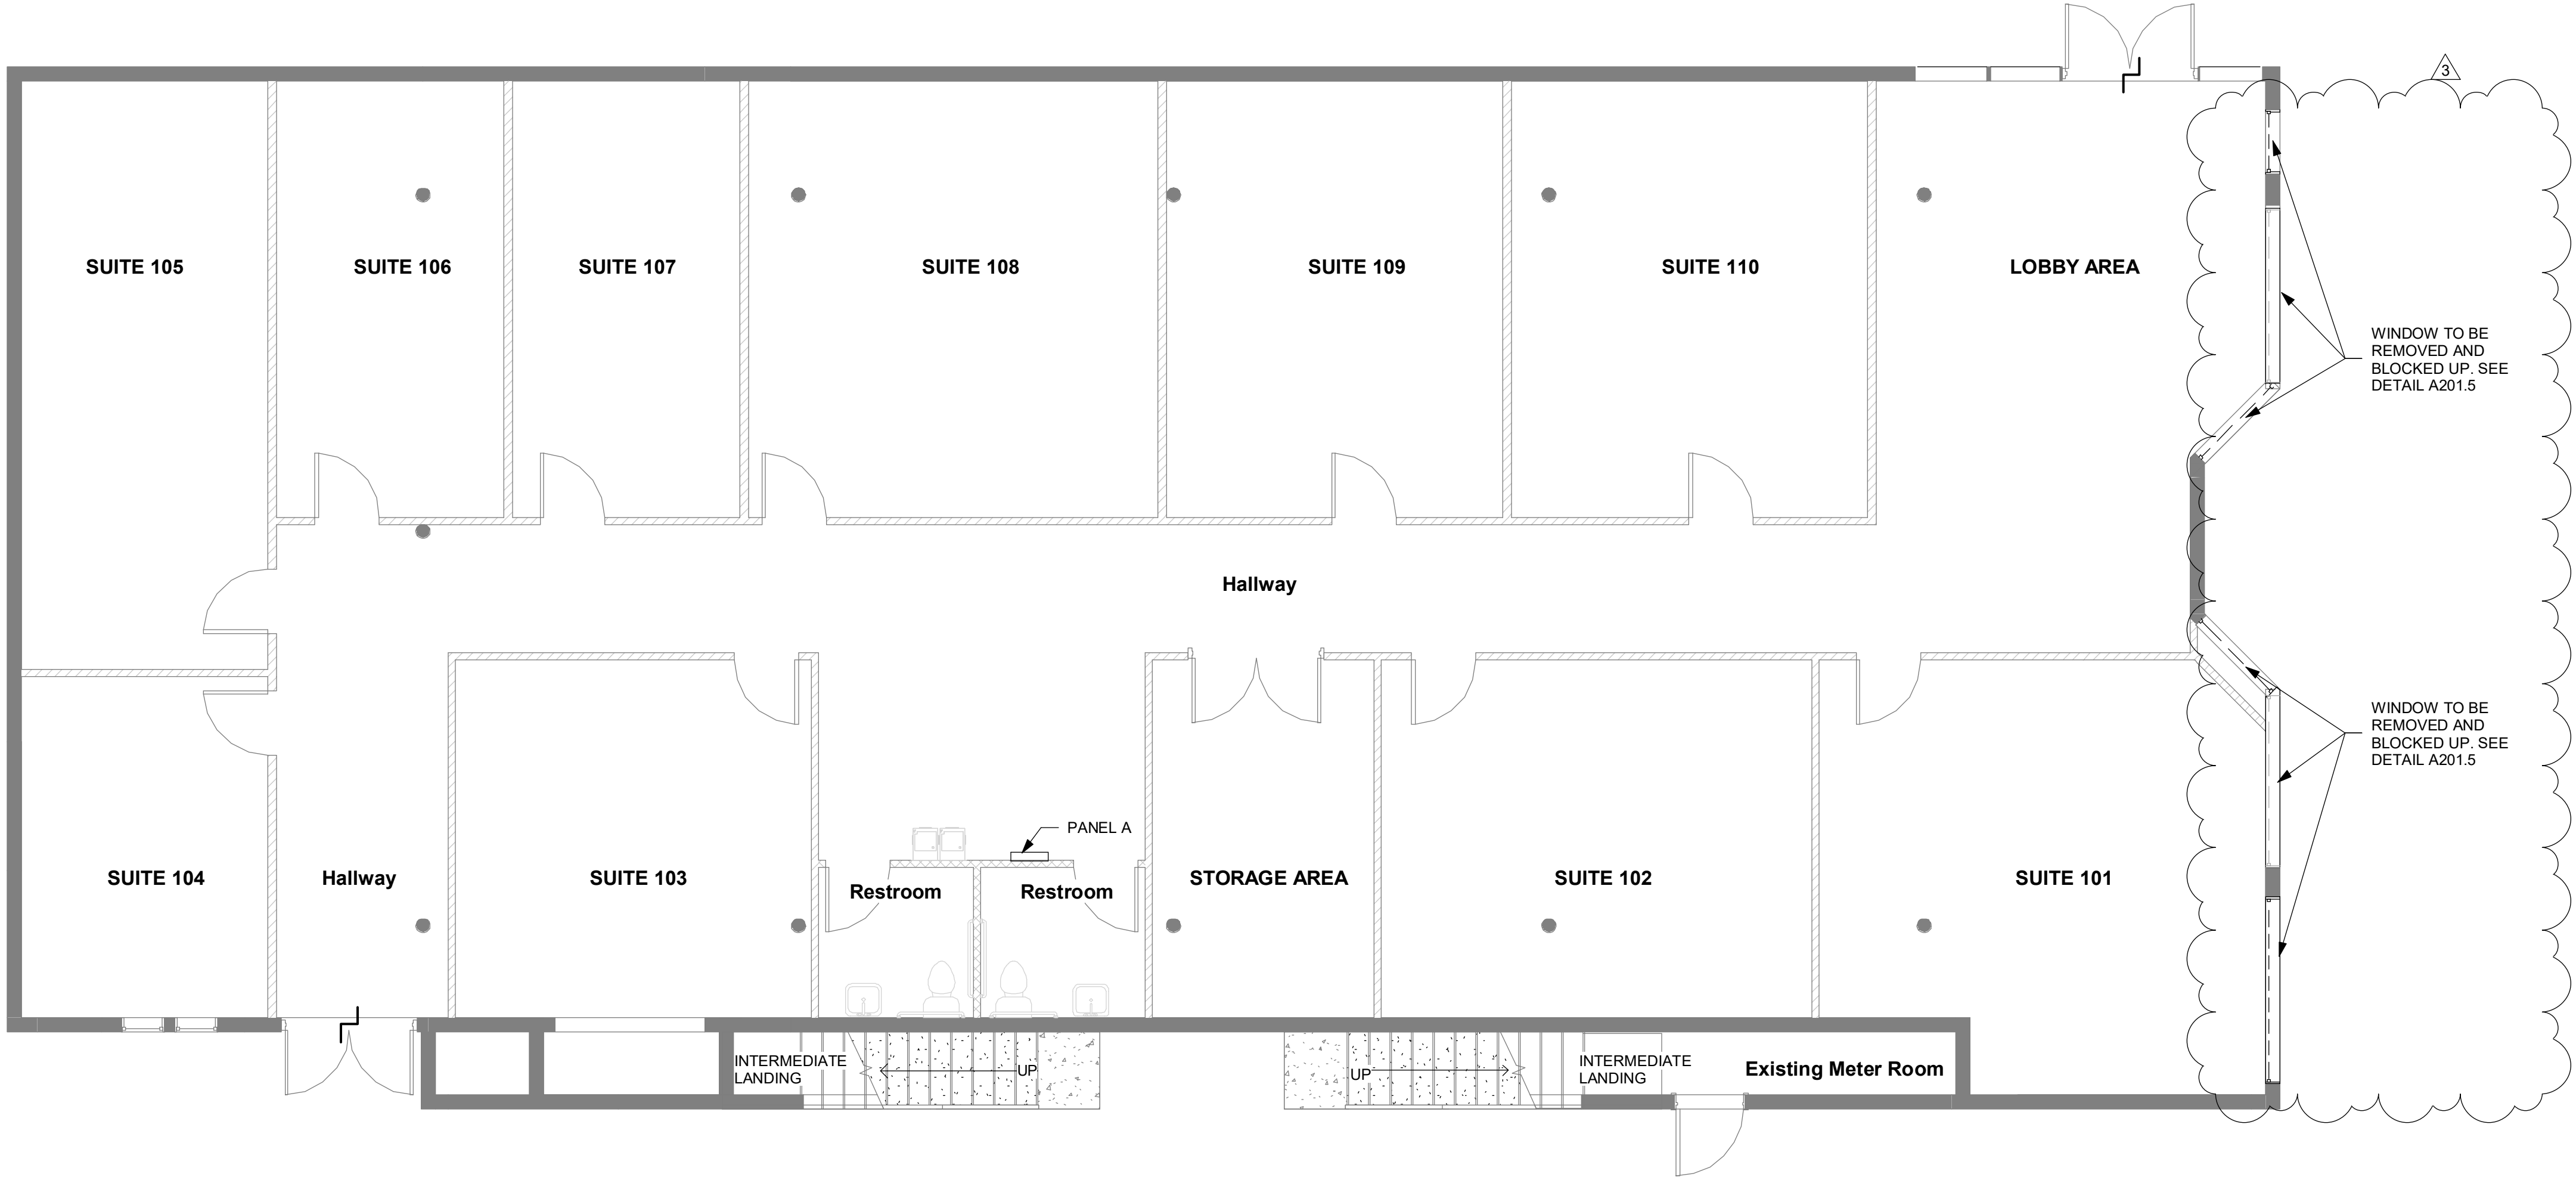 3
SUITE 105
SUITE 106
SUITE 107
SUITE 108
SUITE 109
SUITE 110
LOBBY AREA
WINDOW TO BE
REMOVED AND
BLOCKED UP. SEE
DETAIL A201.5
Hallway
WINDOW TO BE
REMOVED AND
BLOCKED UP. SEE
DETAIL A201.5
PANEL A
SUITE 104
Hallway
SUITE 103
Restroom
Restroom
STORAGE AREA
SUITE 102
SUITE 101
INTERMEDIATE
LANDING
UP
UP
INTERMEDIATE
LANDING
Existing Meter Room